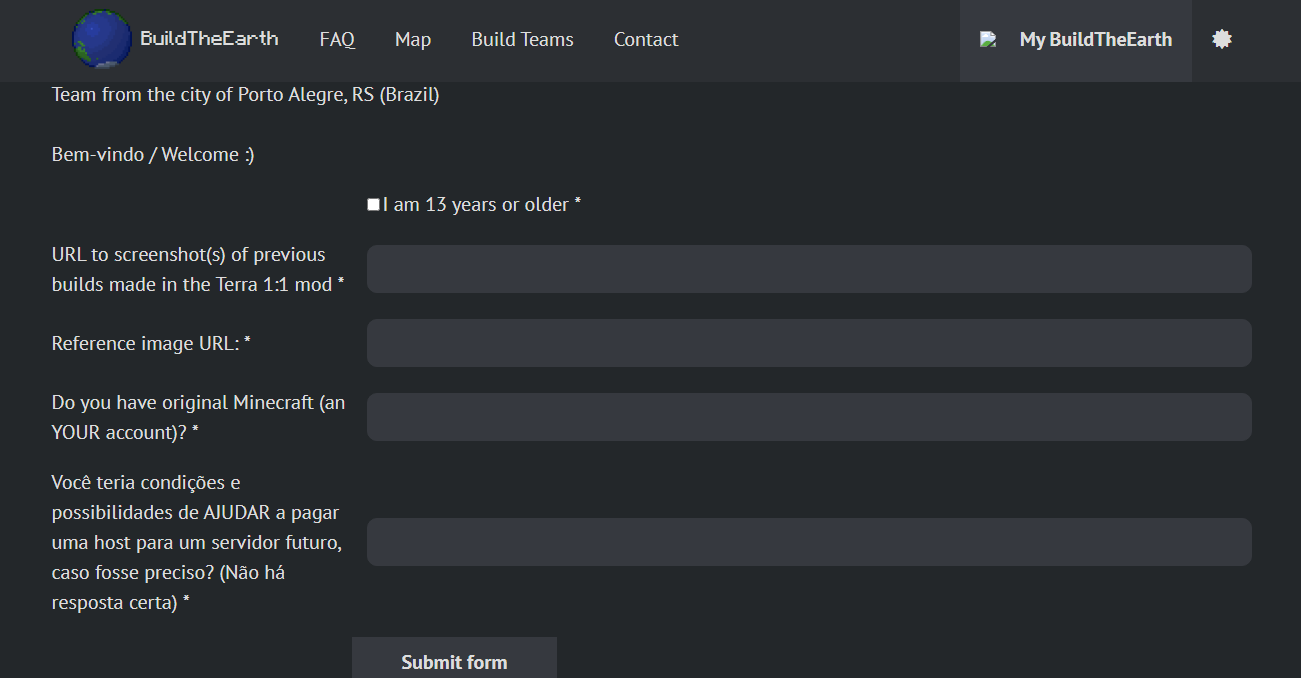 BuildTheEarth FAQ Map Build Teams Contact My BuildTheEarth
Team from the city of Porto Alegre, RS (Brazil)
Bem-vindo / Welcome :)
I am 13 years or older *
URL to screenshot(s) of previous
builds made in the Terra 1:1 mod *
Reference image URL: *
Do you have original Minecraft (an
YOUR account)? *
Você teria condições e
possibilidades de AJUDAR a pagar
uma host para um servidor futuro,
caso fosse preciso? (Não há
resposta certa) *
Submit form